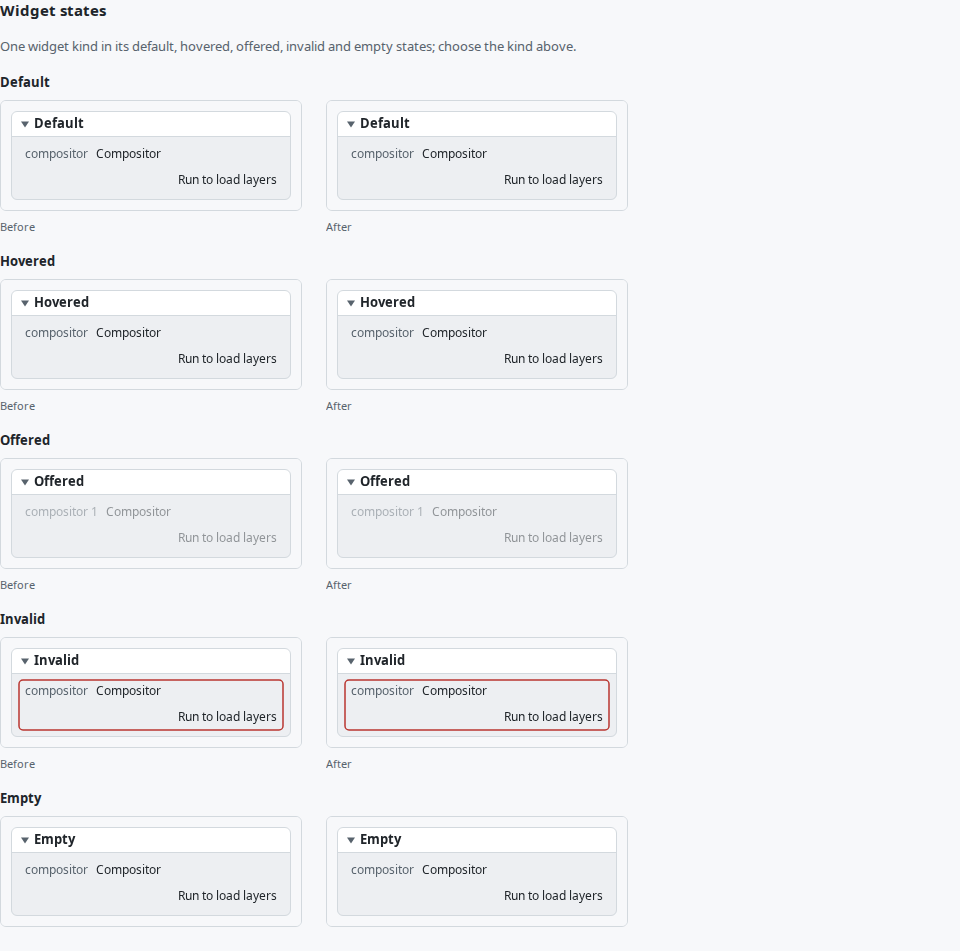 Widget states
One widget kind in its default, hovered, offered, invalid and empty states; choose the kind above.
Default
Default
compositor Compositor
Run to load layers
Before
Default
compositor Compositor
Run to load layers
After
Hovered
Hovered
compositor Compositor
Run to load layers
Before
Hovered
compositor Compositor
Run to load layers
After
Offered
Offered
compositor 1 Compositor
Run to load layers
Before
Offered
compositor 1 Compositor
Run to load layers
After
Invalid
Invalid
compositor Compositor
Run to load layers
Before
Invalid
compositor Compositor
Run to load layers
After
Empty
Empty
compositor Compositor
Run to load layers
Empty
compositor Compositor
Run to load layers